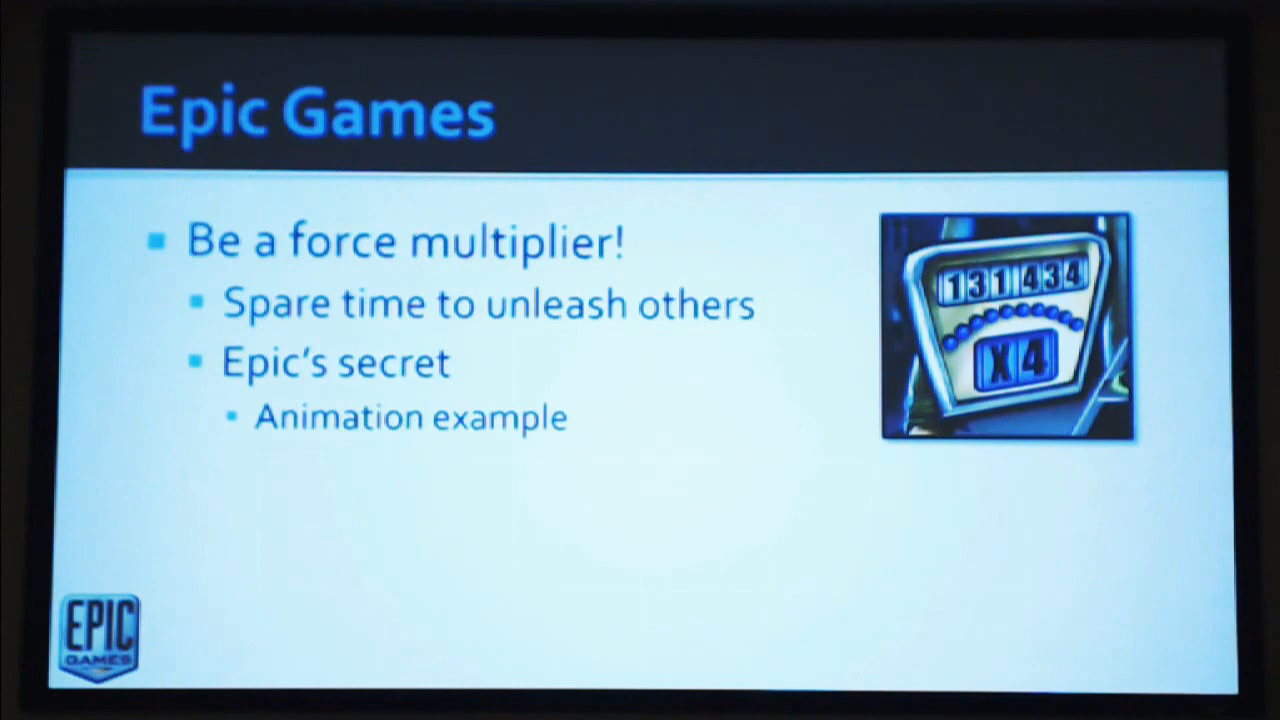 Epic Games
Be a force multiplier!
Spare time to unleash others
Epic's secret
Animation example
131434
X4
EPIC
GAMES